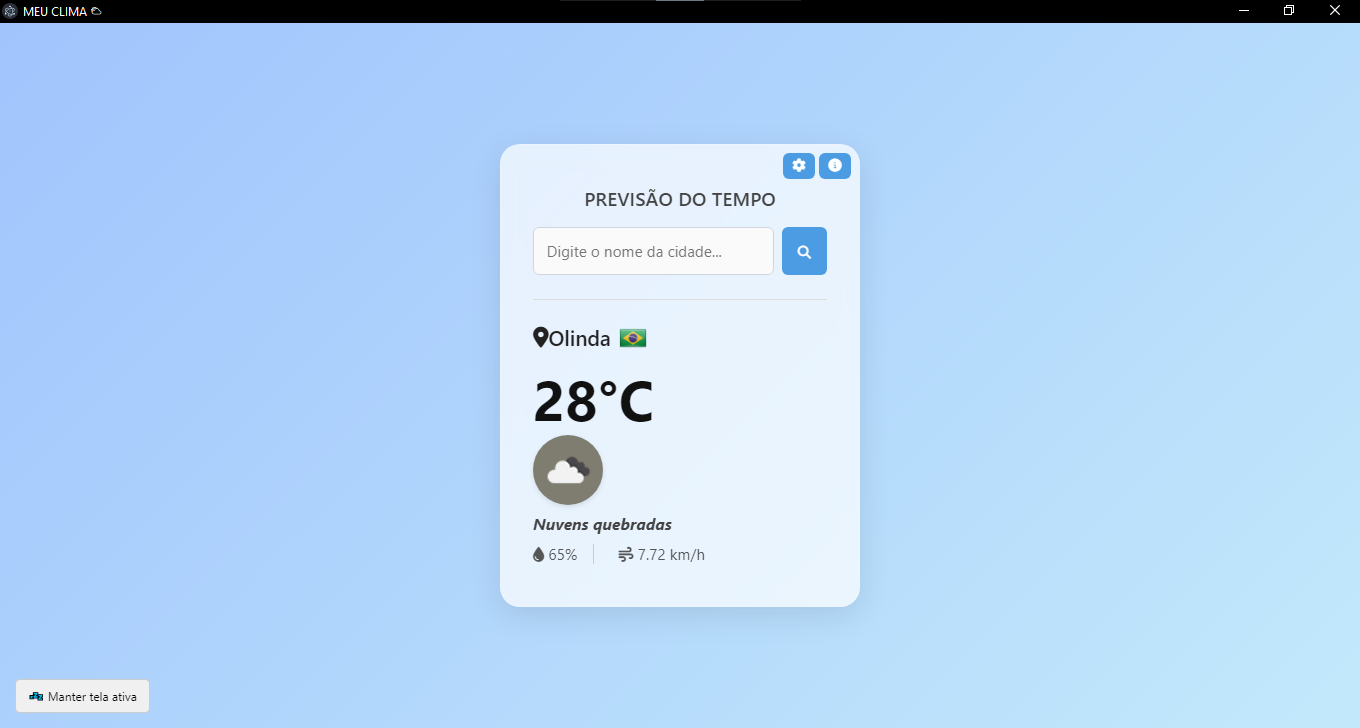 MEU CLIMA
PREVISÃO DO TEMPO
Digite o nome da cidade...
Olinda
28°C
Nuvens quebradas
65% 7.72 km/h
Manter tela ativa